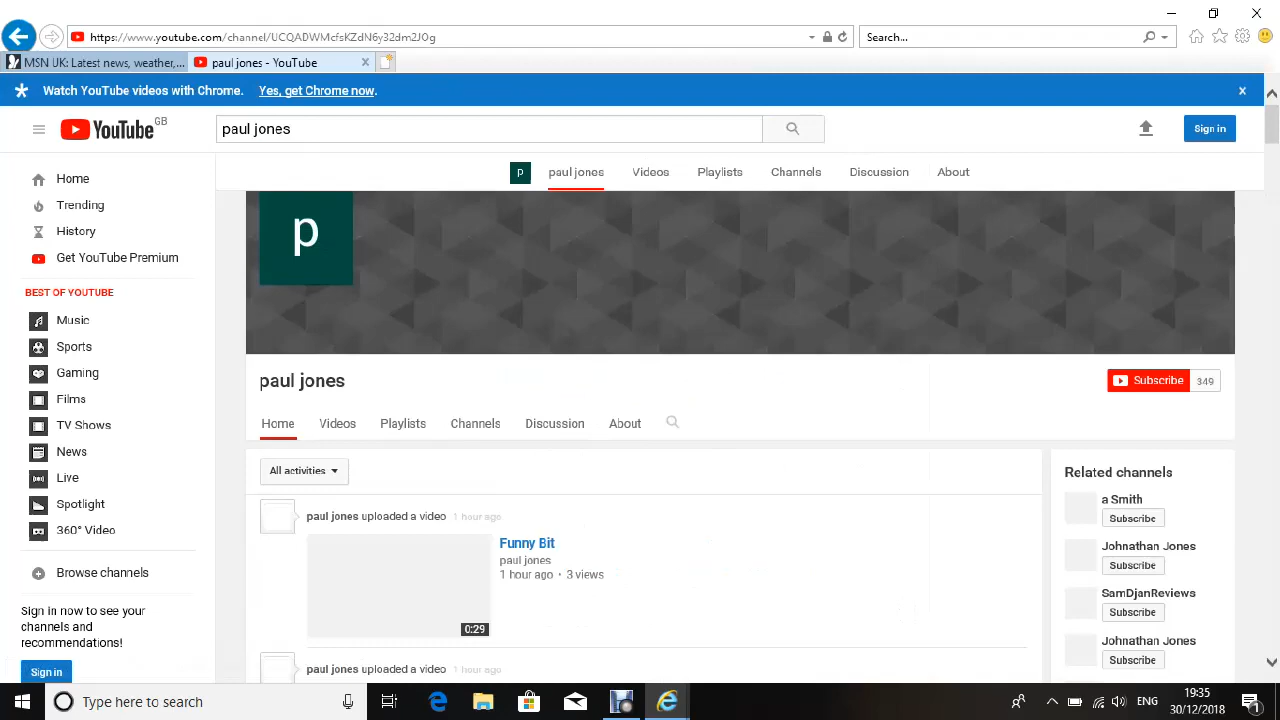 https://www.youtube.com/channel/UCQADWMcfsKZdN6y32dm2JOg
Search...
MSN UK: Latest news, weather,...
paul jones - YouTube
Watch YouTube videos with Chrome. Yes, get Chrome now.
YouTube GB
paul jones
Sign in
p paul jones Videos Playlists Channels Discussion About
Home
Trending
History
Get YouTube Premium
BEST OF YOUTUBE
Music
Sports
Gaming
Films
TV Shows
News
Live
Spotlight
360° Video
Browse channels
Sign in now to see your
channels and
recommendations!
Sign in
p
paul jones
Subscribe 349
Home Videos Playlists Channels Discussion About
All activities
paul jones uploaded a video 1 hour ago
Funny Bit
paul jones
1 hour ago • 3 views
0:29
paul jones uploaded a video 1 hour ago
Related channels
a Smith
Subscribe
Johnathan Jones
Subscribe
SamDjanReviews
Subscribe
Johnathan Jones
Subscribe
Type here to search
ENG
19:35
30/12/2018
1